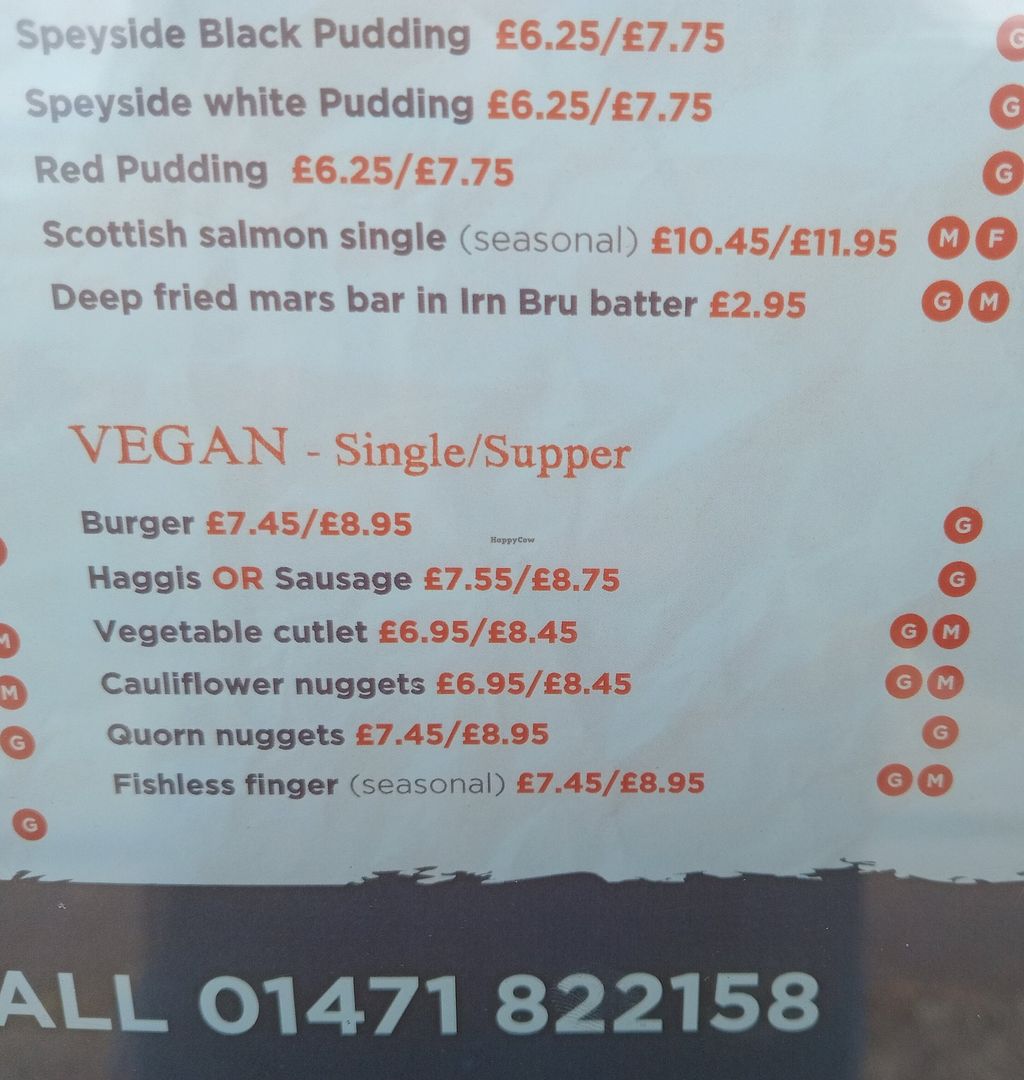 Speyside Black Pudding £6.25/£7.75 G
Speyside white Pudding £6.25/£7.75 G
Red Pudding £6.25/£7.75 G
Scottish salmon single (seasonal) £10.45/£11.95 M F
Deep fried mars bar in Irn Bru batter £2.95 G M
VEGAN - Single/Supper
Burger £7.45/£8.95 G
HappyCow
Haggis OR Sausage £7.55/£8.75 G
M Vegetable cutlet £6.95/£8.45 G M
M Cauliflower nuggets £6.95/£8.45 G M
G Quorn nuggets £7.45/£8.95 G
Fishless finger (seasonal) £7.45/£8.95 G M
G
ALL 01471 822158